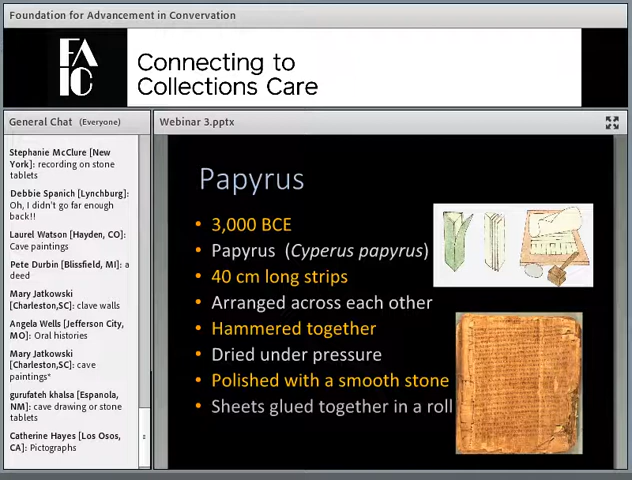 Foundation for Advancement in Convervation
FA
IC
Connecting to
Collections Care
General Chat (Everyone)
Stephanie McClure [New
York]: recording on stone
tablets
Debbie Spanich [Lynchburg]:
Oh, I didn't go far enough
back!!
Laurel Watson [Hayden, CO]:
Cave paintings
Pete Durbin [Blissfield, MI]: a
deed
Mary Jatkowski
[Charleston,SC]: clave walls
Angela Wells [Jefferson City,
MO]: Oral histories
Mary Jatkowski
[Charleston,SC]: cave
paintings*
gurufateh khalsa [Espanola,
NM]: cave drawing or stone
tablets
Catherine Hayes [Los Osos,
CA]: Pictographs
Webinar 3.pptx
Papyrus
• 3,000 BCE
• Papyrus (Cyperus papyrus)
• 40 cm long strips
• Arranged across each other
• Hammered together
• Dried under pressure
• Polished with a smooth stone
• Sheets glued together in a roll